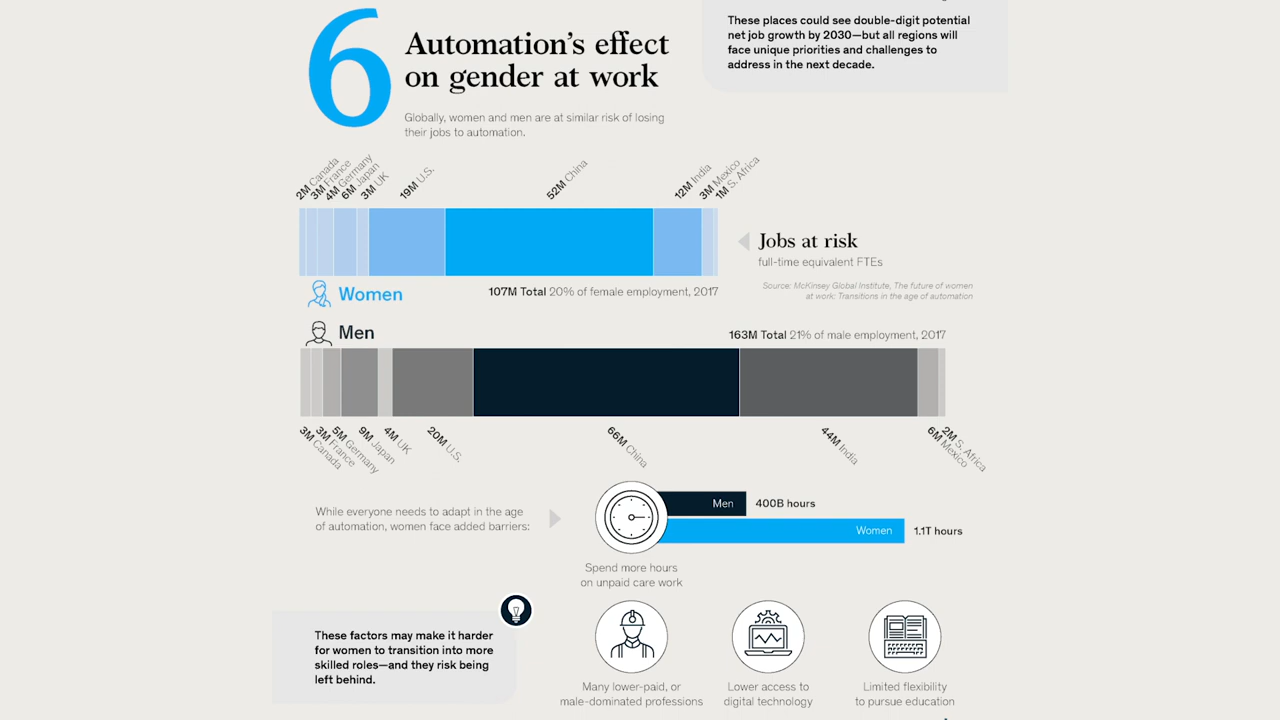 These places could see double-digit potential
net job growth by 2030—but all regions will
face unique priorities and challenges to
address in the next decade.
6
Automation's effect
on gender at work
Globally, women and men are at similar risk of losing
their jobs to automation.
2M Canada
3M France
4M Germany
6M Japan
3M UK
19M U.S.
52M China
12M India
3M Mexico
1M S. Africa
Jobs at risk
full-time equivalent FTEs
Source: McKinsey Global Institute, The future of women
at work: Transitions in the age of automation
Women
107M Total 20% of female employment, 2017
Men
163M Total 21% of male employment, 2017
3M Canada
3M France
5M Germany
9M Japan
4M UK
20M U.S.
66M China
44M India
6M Mexico
2M S. Africa
While everyone needs to adapt in the age
of automation, women face added barriers:
Men
400B hours
Women
1.1T hours
Spend more hours
on unpaid care work
These factors may make it harder
for women to transition into more
skilled roles—and they risk being
left behind.
Many lower-paid, or
male-dominated professions
Lower access to
digital technology
Limited flexibility
to pursue education